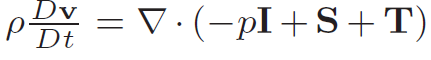 ρ Dv/Dt = ∇ · (−pI + S + T)